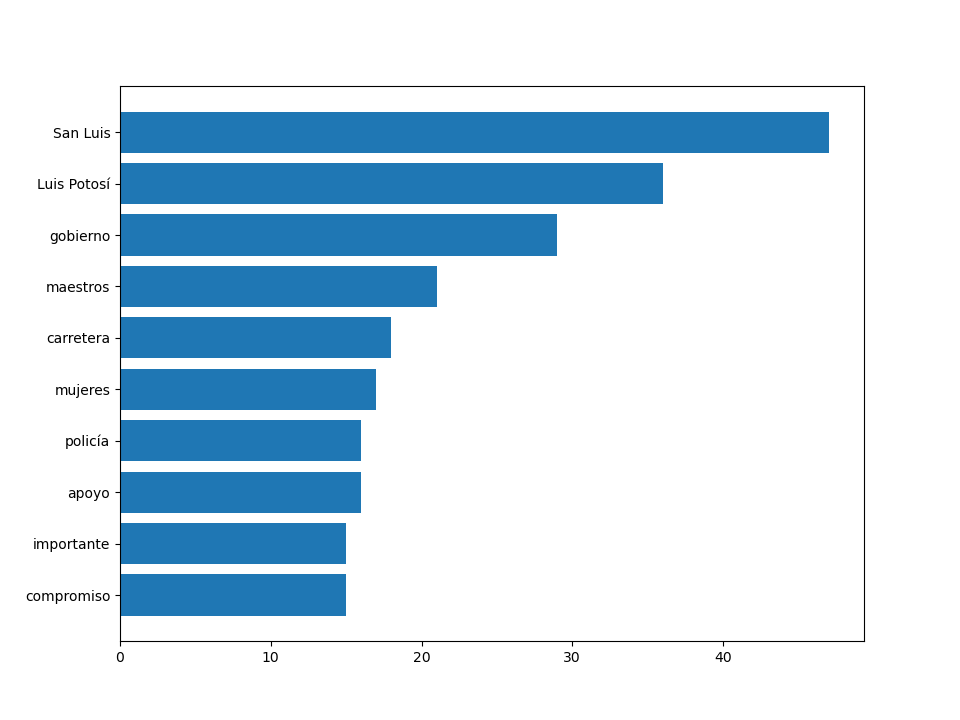 San Luis
Luis Potosí
gobierno
maestros
carretera
mujeres
policía
apoyo
importante
compromiso
0 10 20 30 40